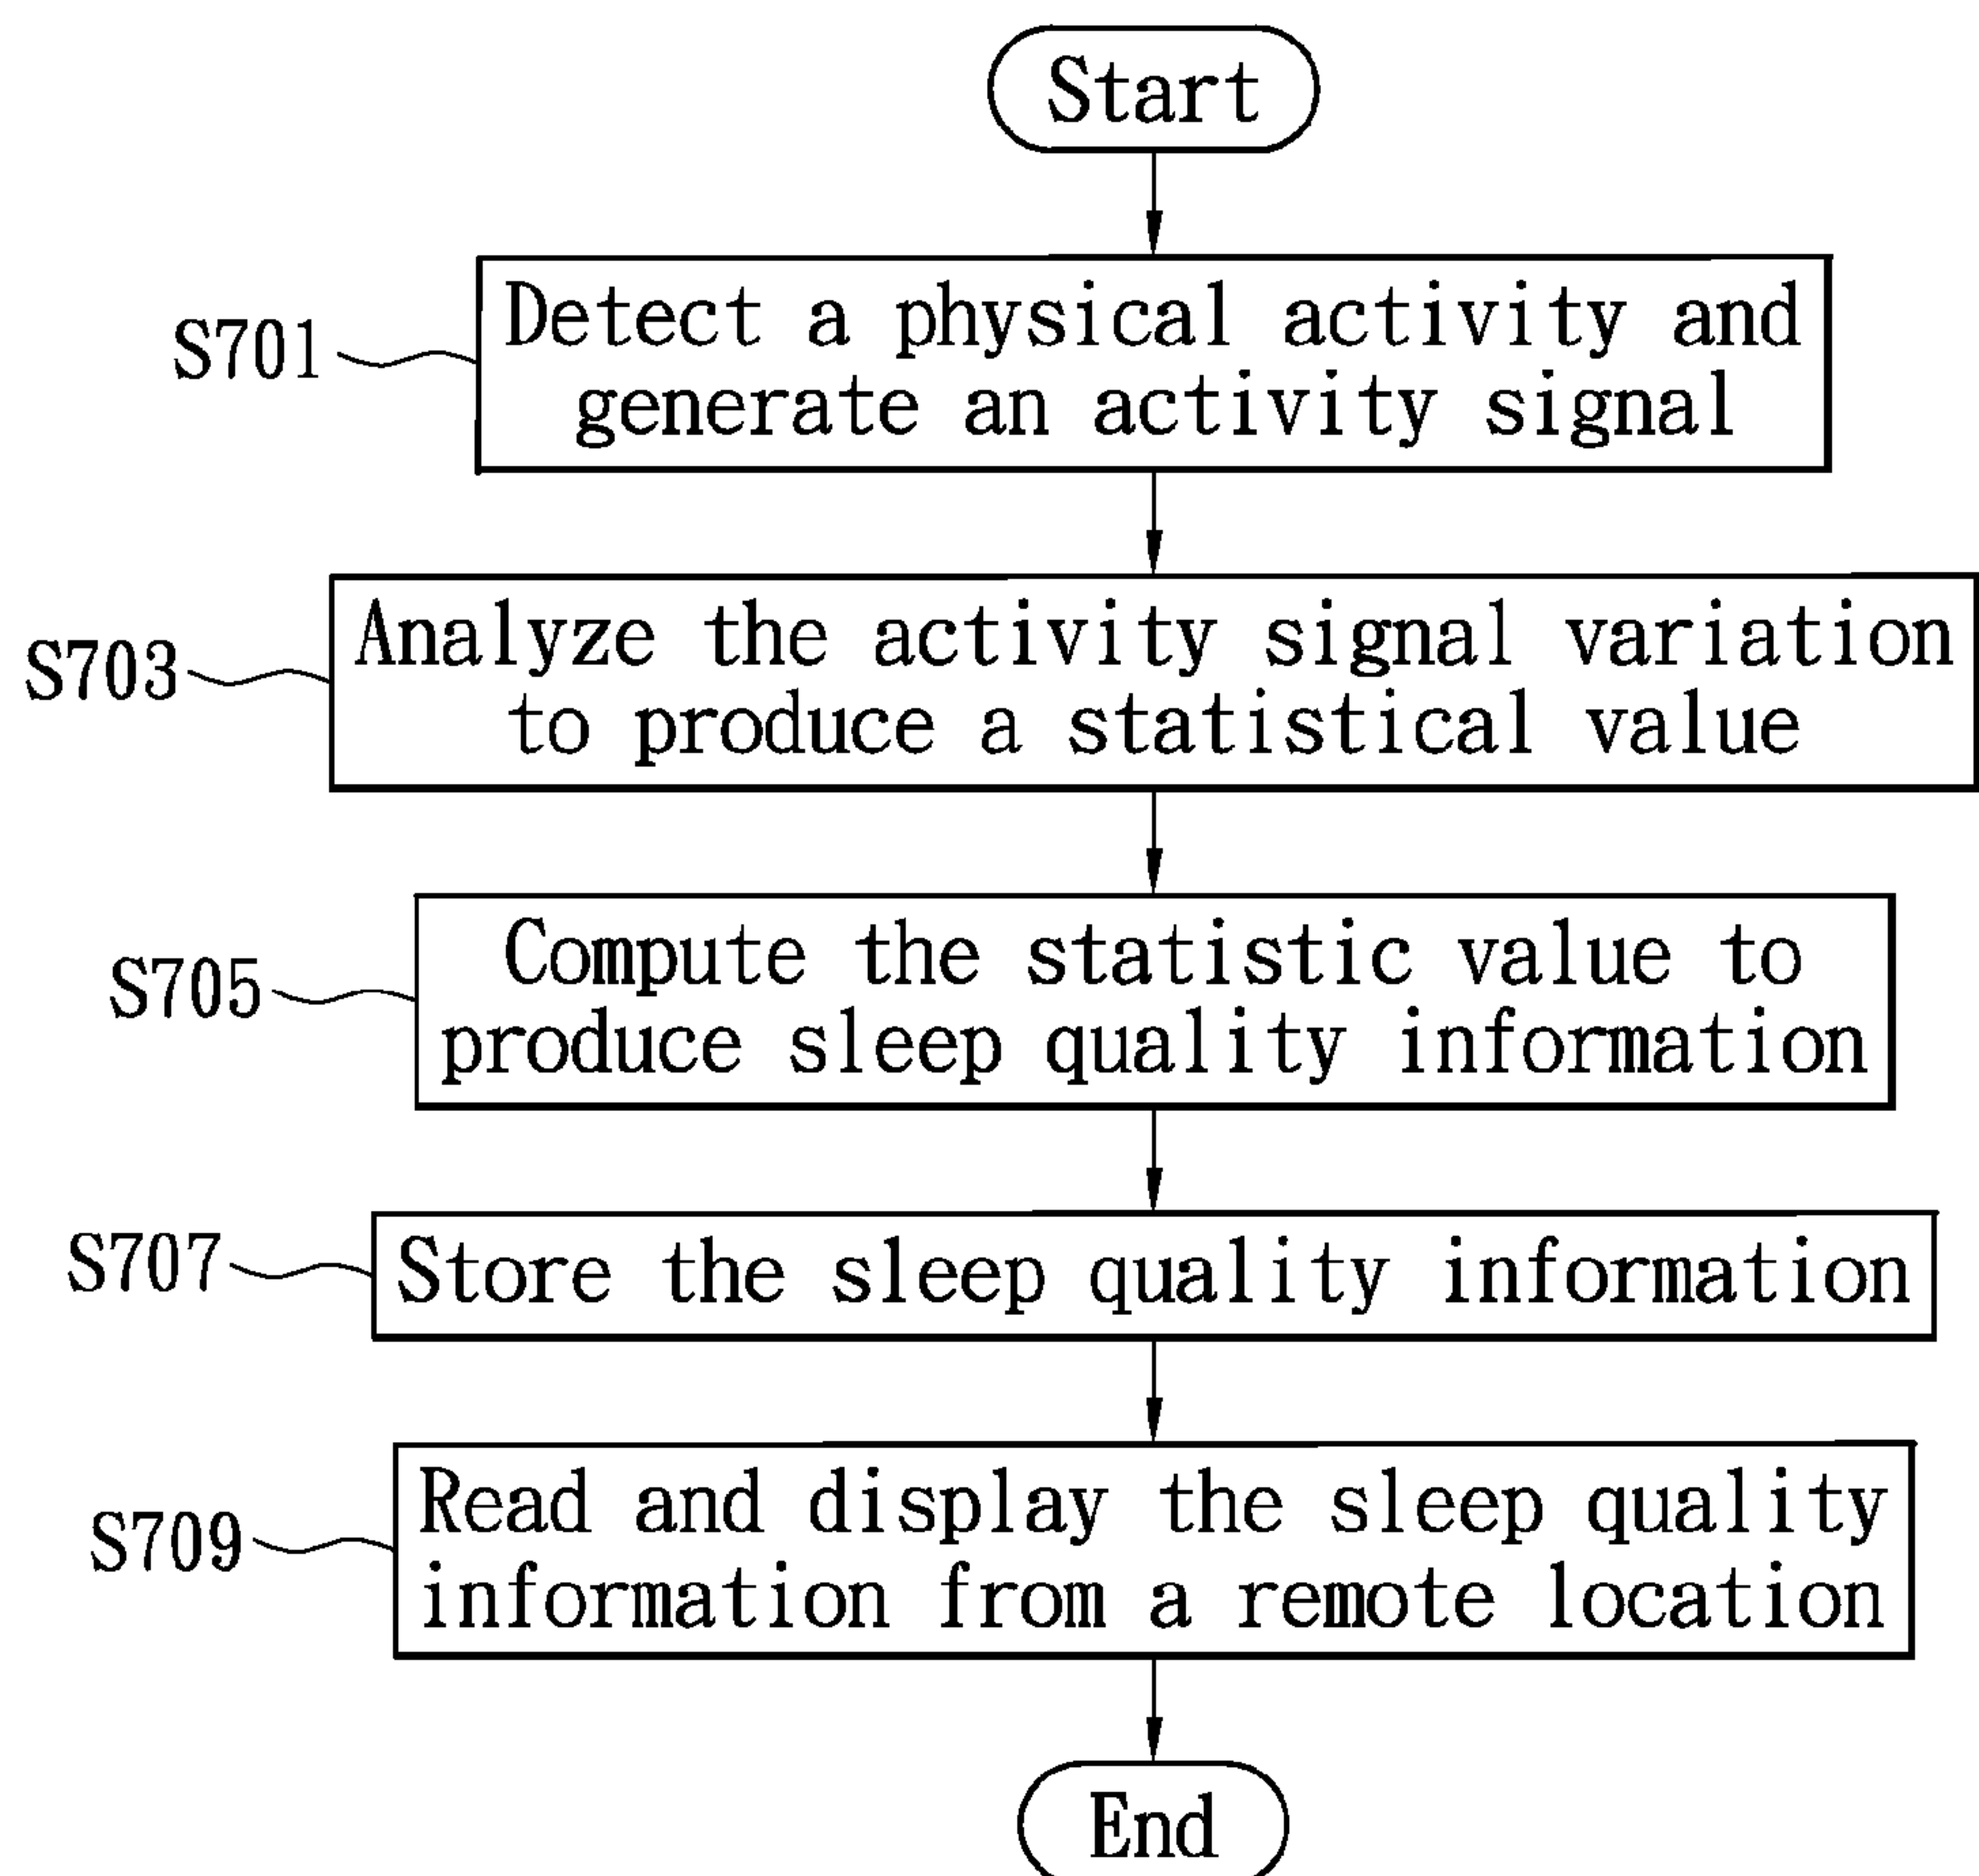 Start
S701
Detect a physical activity and
generate an activity signal
S703
Analyze the activity signal variation
to produce a statistical value
S705
Compute the statistic value to
produce sleep quality information
S707
Store the sleep quality information
S709
Read and display the sleep quality
information from a remote location
End